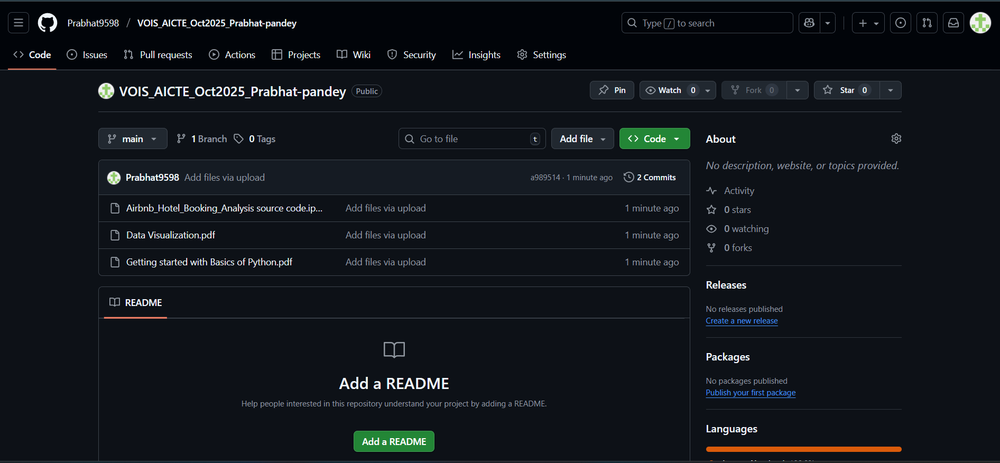 Prabhat9598 / VOIS_AICTE_Oct2025_Prabhat-pandey
Type / to search
Code Issues Pull requests Actions Projects Wiki Security Insights Settings
VOIS_AICTE_Oct2025_Prabhat-pandey Public
Pin Watch 0 Fork 0 Star 0
main 1 Branch 0 Tags
Go to file t
Add file Code
Prabhat9598 Add files via upload a989514 · 1 minute ago 2 Commits
Airbnb_Hotel_Booking_Analysis source code.ip... Add files via upload 1 minute ago
Data Visualization.pdf Add files via upload 1 minute ago
Getting started with Basics of Python.pdf Add files via upload 1 minute ago
README
Add a README
Help people interested in this repository understand your project by adding a README.
Add a README
About
No description, website, or topics provided.
Activity
0 stars
0 watching
0 forks
Releases
No releases published
Create a new release
Packages
No packages published
Publish your first package
Languages